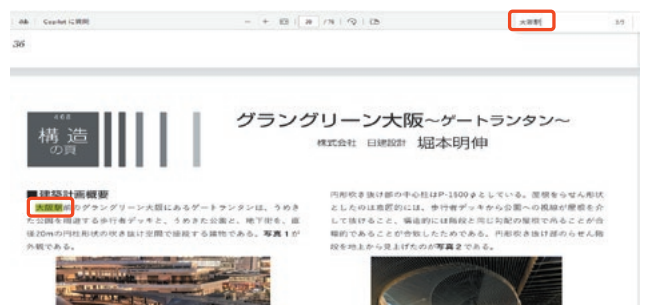 Copilot に質問
39 / 76
大阪駅
2/5
36
468
構造
の頁
グラングリーン大阪~ゲートランタン~
株式会社 日建設計 堀本明伸
■建築計画概要
大阪駅前のグラングリーン大阪にあるゲートランタンは、うめき
た公園を周遊する歩行者デッキと、うめきた公園と、地下街を、直
径20mの円柱形状の吹き抜け空間で接続する建物である。写真1が
外観である。
円形吹き抜け部の中心柱はP-1500φとしている。屋根をらせん形状
としたのは意匠的には、歩行者デッキから公園への視線が屋根を介
して抜けること、構造的には階段と同じ勾配の屋根で吊ることが合
理的であることが合致したためである。円形吹き抜け部のらせん階
段を地上から見上げたのが写真2である。